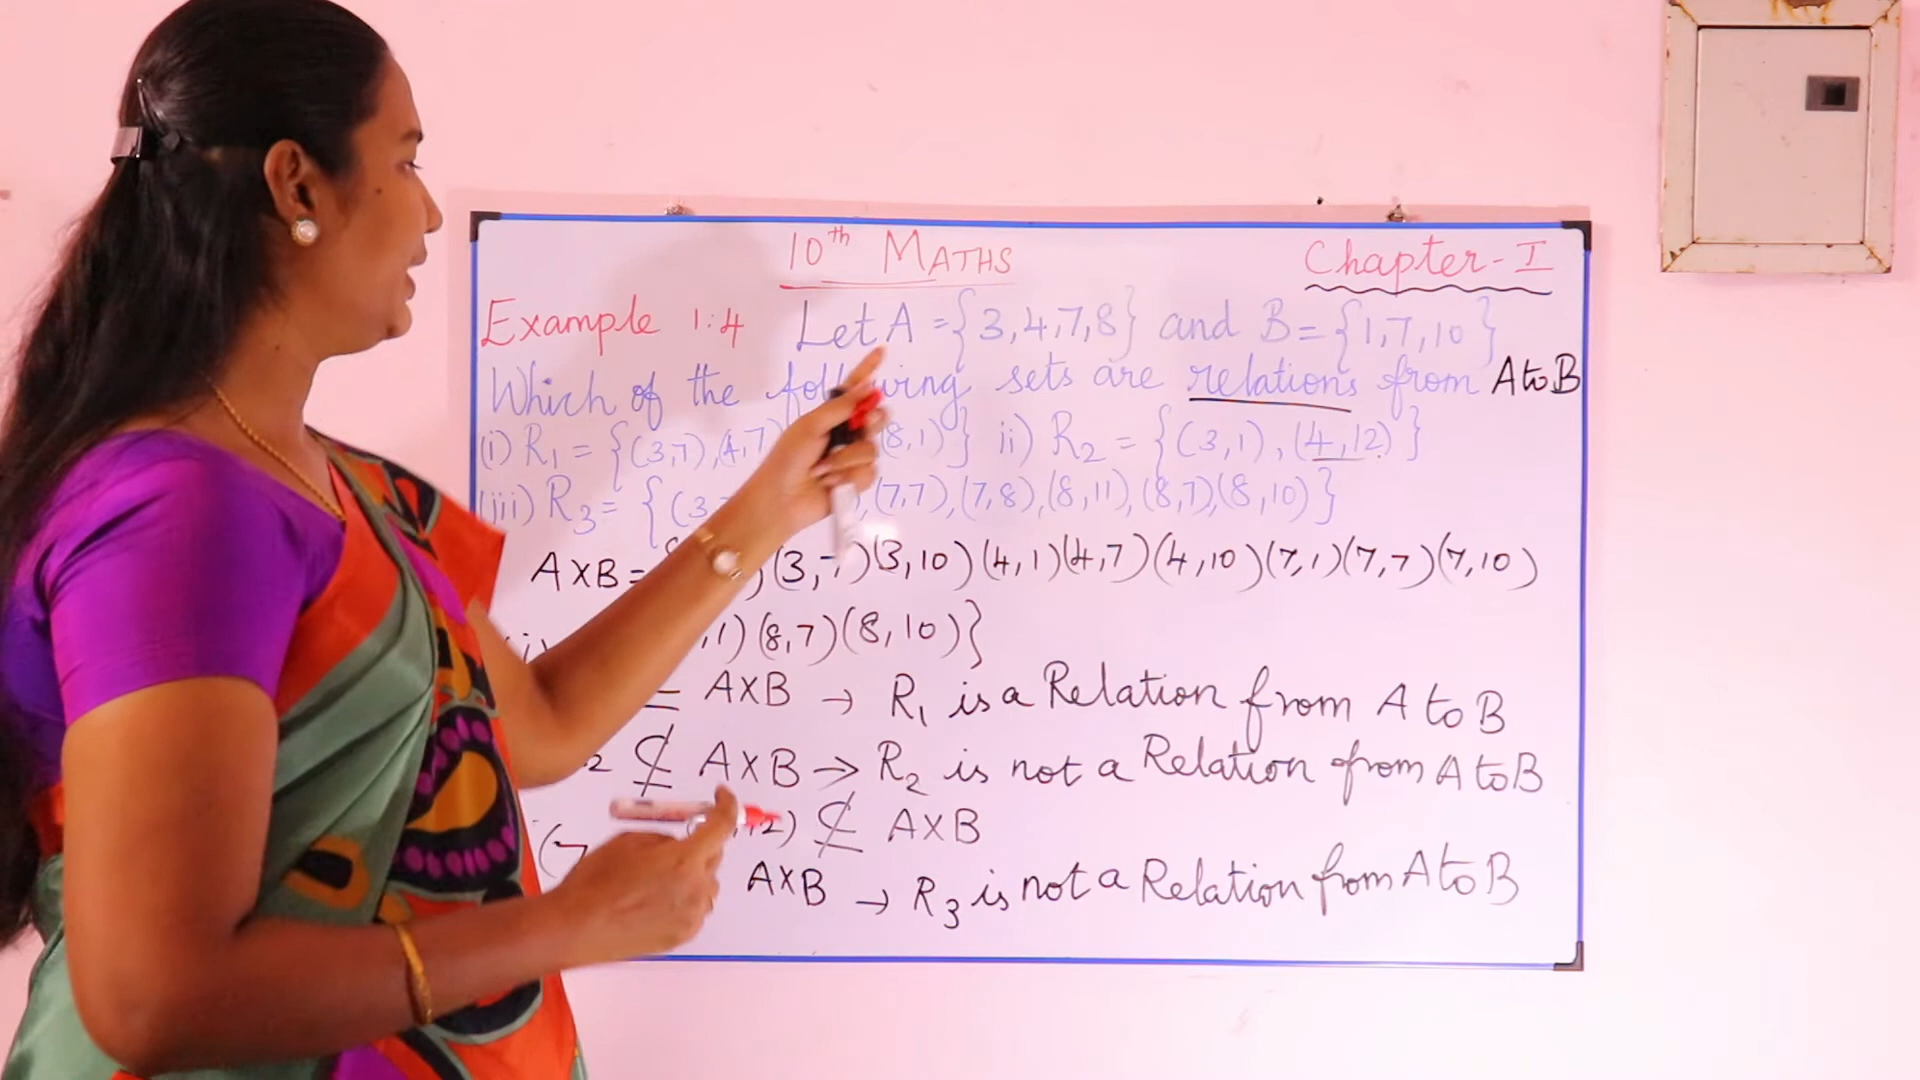 10th MATHS
Chapter-I
Example 1:4 Let A = {3,4,7,8} and B = {1,7,10}
Which of the following sets are relations from A to B
(i) R1 = {(3,7),(4,7) (8,1)} ii) R2 = {(3,1),(4,12)}
(iii) R3 = {(3, (7,7),(7,8),(8,11),(8,7),(8,10)}
A×B = (3,7)(3,10)(4,1)(4,7)(4,10)(7,1)(7,7)(7,10)
,1)(8,7)(8,10)}
A×B → R1 is a Relation from A to B
2 ⊈ A×B → R2 is not a Relation from A to B
12) ⊈ A×B
(7 A×B → R3 is not a Relation from A to B